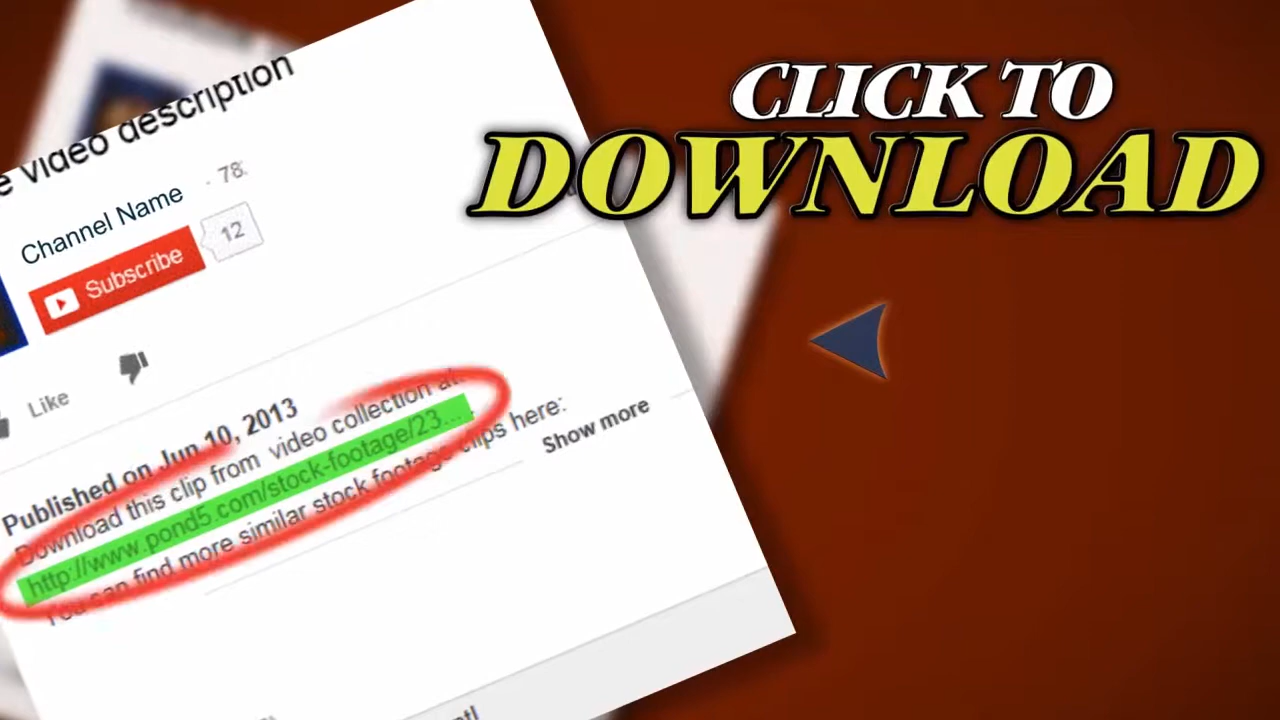 CLICK TO
DOWNLOAD
e video description
Channel Name
Subscribe
12
Like
Published on Jun 10, 2013
Download this clip from video collection at:
http://www.pond5.com/stock-footage/23...
You can find more similar stock footage clips here:
Show more